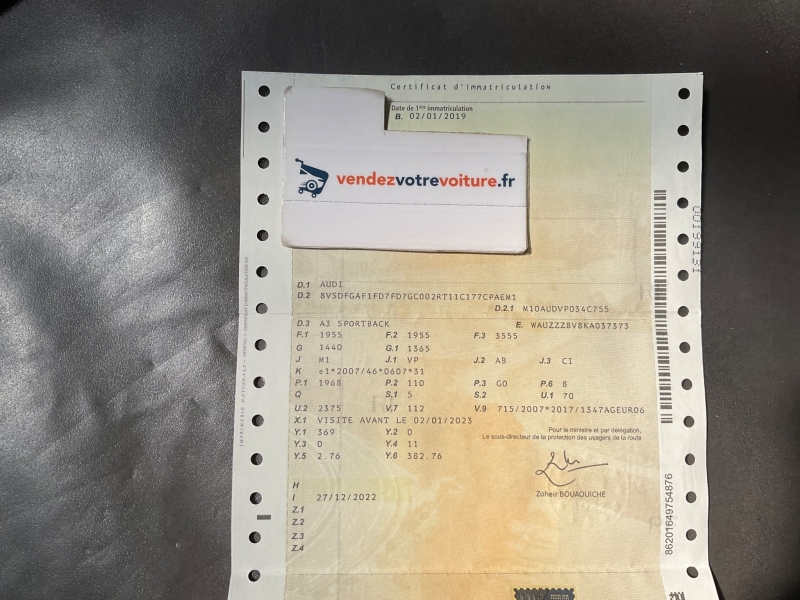 Certificat d'Immatriculation
Date de 1ère immatriculation
B. 02/01/2019
vendezvotrevoiture.fr
D.1 AUDI
D.2 8VSDFGAF1FD7FD7GCD02RT11C177CPAEM1
D.2.1 M10AUDVP034C755
D.3 A3 SPORTBACK E. WAUZZZ8V8KA037373
F.1 1955 F.2 1955 F.3 3555
G 1440 G.1 1365
J M1 J.1 VP J.2 AB J.3 CI
K e1*2007/46*0607*31
P.1 1968 P.2 110 P.3 GO P.6 8
Q S.1 5 S.2 U.1 70
U.2 2375 V.7 112 V.9 715/2007*2017/1347AGEURO6
X.1 VISITE AVANT LE 02/01/2023
Y.1 369 Y.2 0
Y.3 0 Y.4 11
Y.5 2.76 Y.6 382.76
Pour le ministre et par délégation,
Le sous-directeur de la protection des usagers de la route
Zoheir BOUAOUICHE
H
I 27/12/2022
Z.1
Z.2
Z.3
Z.4
00199131
86201649754876